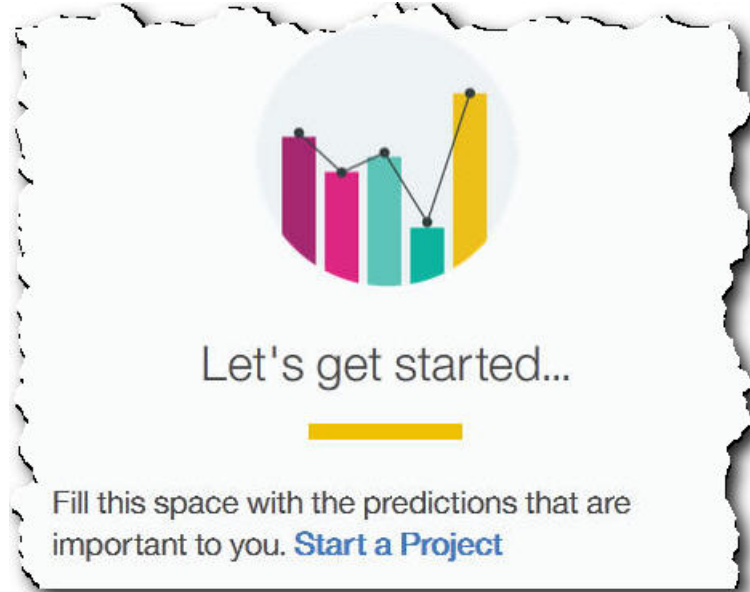 Let's get started...
Fill this space with the predictions that are
important to you. Start a Project